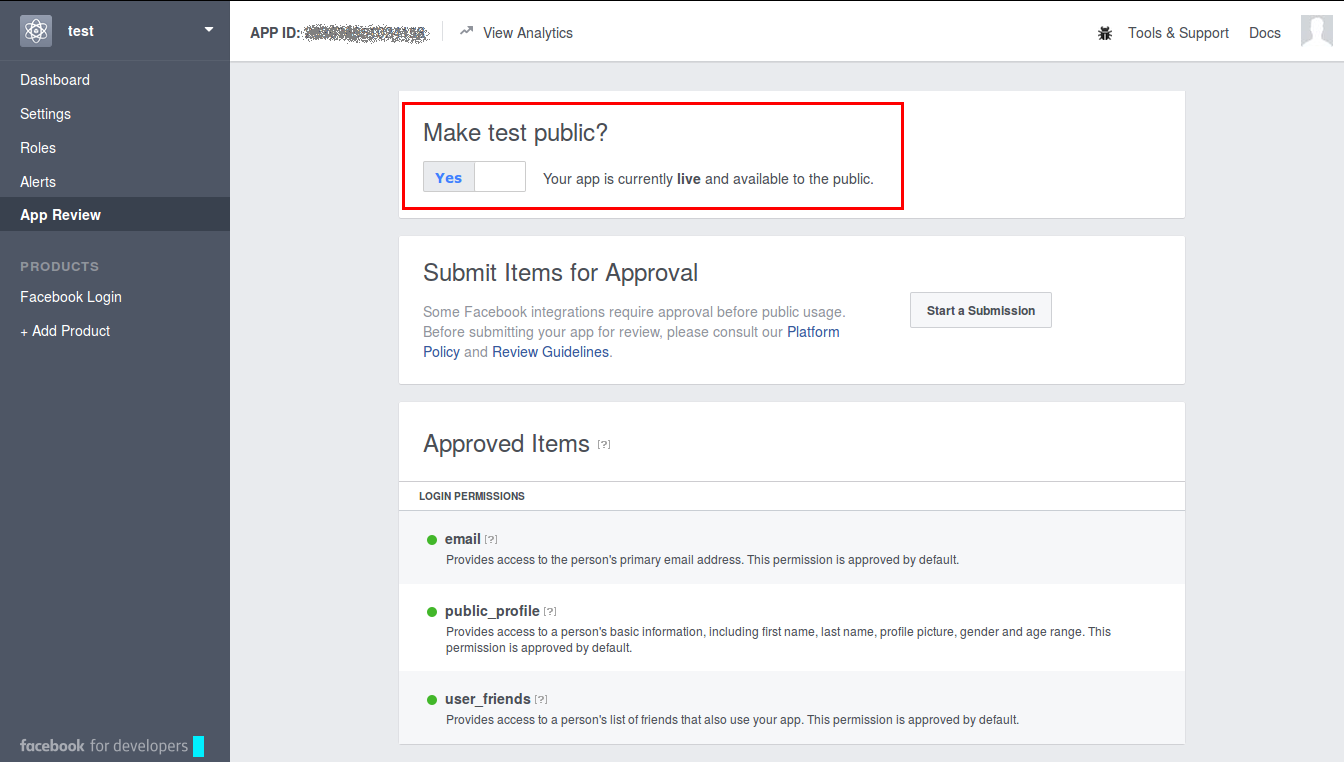 test
APP ID:
View Analytics
Tools & Support
Docs
Dashboard
Settings
Roles
Alerts
App Review
PRODUCTS
Facebook Login
+ Add Product
facebook for developers
Make test public?
Yes
Your app is currently live and available to the public.
Submit Items for Approval
Some Facebook integrations require approval before public usage.
Before submitting your app for review, please consult our Platform
Policy and Review Guidelines.
Start a Submission
Approved Items [?]
LOGIN PERMISSIONS
email [?]
Provides access to the person's primary email address. This permission is approved by default.
public_profile [?]
Provides access to a person's basic information, including first name, last name, profile picture, gender and age range. This
permission is approved by default.
user_friends [?]
Provides access to a person's list of friends that also use your app. This permission is approved by default.